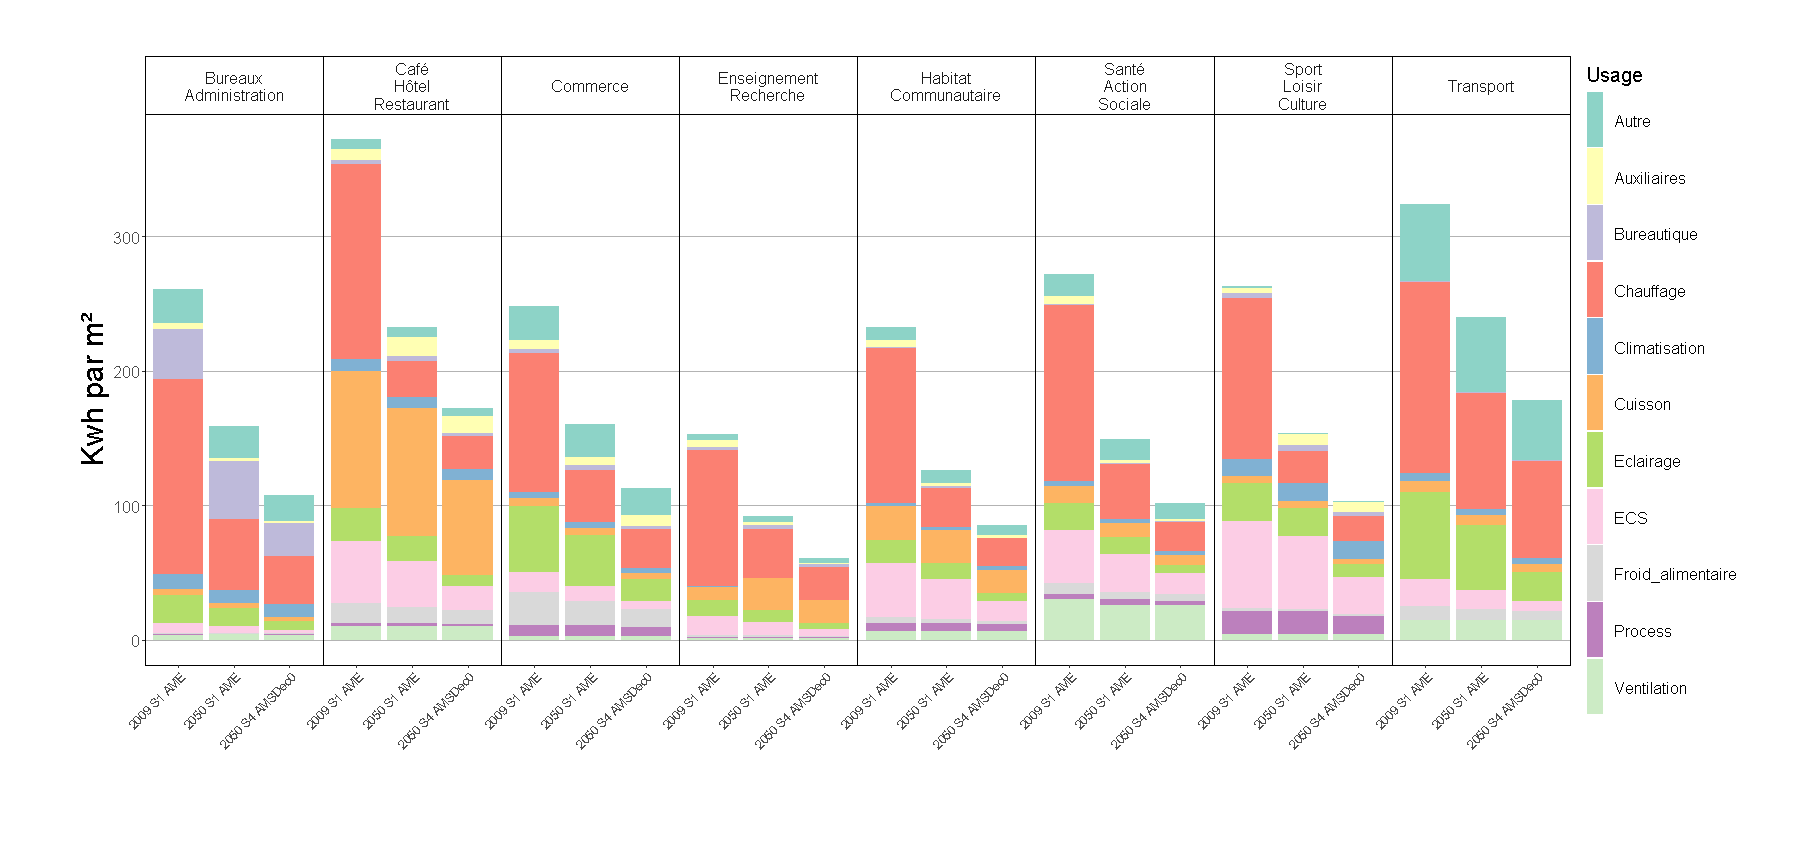 Bureaux
Administration
Café
Hôtel
Restaurant
Commerce
Enseignement
Recherche
Habitat
Communautaire
Santé
Action
Sociale
Sport
Loisir
Culture
Transport
Usage
Autre
Auxiliaires
Bureautique
Chauffage
Climatisation
Cuisson
Eclairage
ECS
Froid_alimentaire
Process
Ventilation
Kwh par m²
300
200
100
0
2009 S1 AME
2050 S1 AME
2050 S4 AMSDec0
2009 S1 AME
2050 S1 AME
2050 S4 AMSDec0
2009 S1 AME
2050 S1 AME
2050 S4 AMSDec0
2009 S1 AME
2050 S1 AME
2050 S4 AMSDec0
2009 S1 AME
2050 S1 AME
2050 S4 AMSDec0
2009 S1 AME
2050 S1 AME
2050 S4 AMSDec0
2009 S1 AME
2050 S1 AME
2050 S4 AMSDec0
2009 S1 AME
2050 S1 AME
2050 S4 AMSDec0